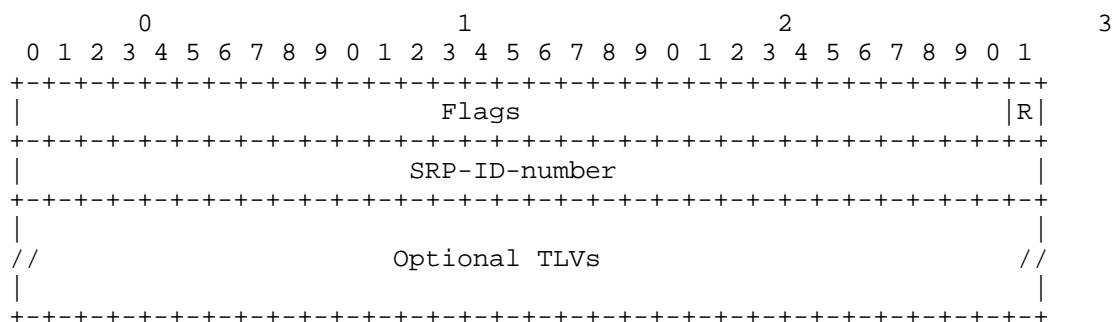 0                   1                   2                   3
 0 1 2 3 4 5 6 7 8 9 0 1 2 3 4 5 6 7 8 9 0 1 2 3 4 5 6 7 8 9 0 1
+-+-+-+-+-+-+-+-+-+-+-+-+-+-+-+-+-+-+-+-+-+-+-+-+-+-+-+-+-+-+-+-+
|                          Flags                              |R|
+-+-+-+-+-+-+-+-+-+-+-+-+-+-+-+-+-+-+-+-+-+-+-+-+-+-+-+-+-+-+-+-+
|                        SRP-ID-number                          |
+-+-+-+-+-+-+-+-+-+-+-+-+-+-+-+-+-+-+-+-+-+-+-+-+-+-+-+-+-+-+-+-+
|                                                               |
//                      Optional TLVs                          //
|                                                               |
+-+-+-+-+-+-+-+-+-+-+-+-+-+-+-+-+-+-+-+-+-+-+-+-+-+-+-+-+-+-+-+-+